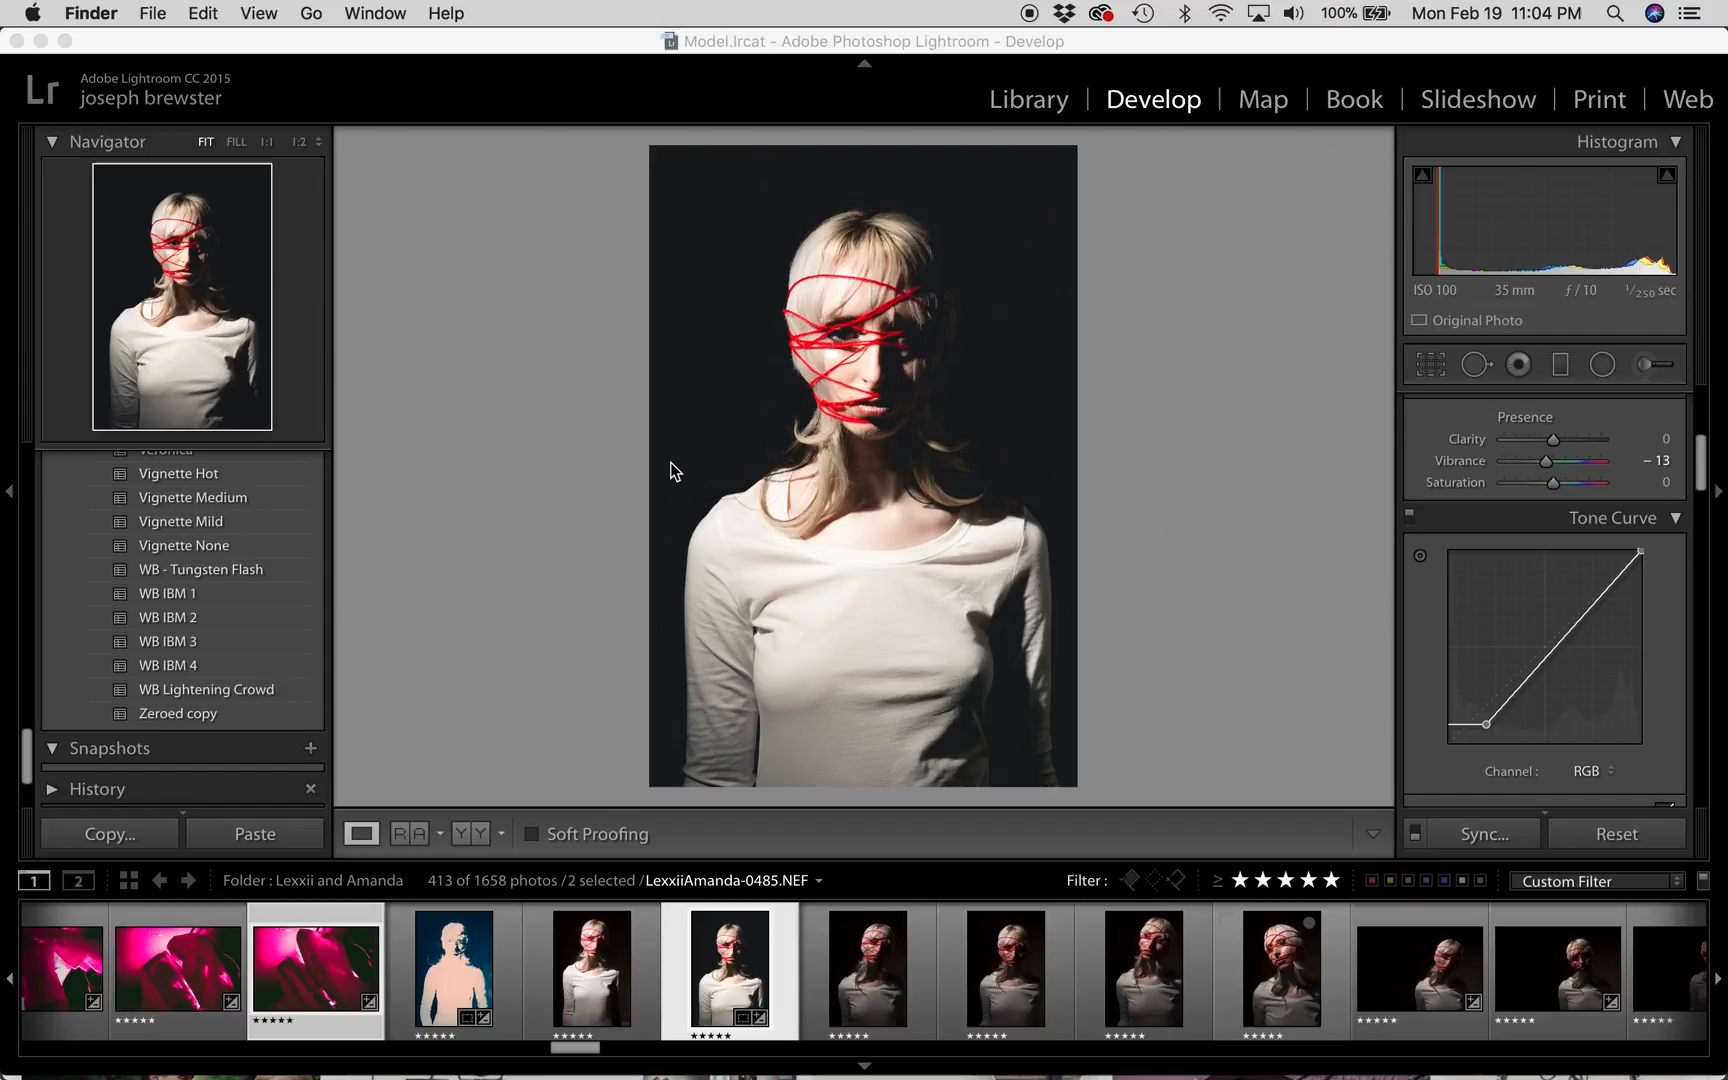 Finder File Edit View Go Window Help 100% Mon Feb 19 11:04 PM
Model.lrcat - Adobe Photoshop Lightroom - Develop
Lr Adobe Lightroom CC 2015
joseph brewster
Library | Develop | Map | Book | Slideshow | Print | Web
Navigator FIT FILL 1:1 1:2
Histogram
ISO 100 35 mm ƒ / 10 1/250 sec
Original Photo
Presence
Clarity 0
Vibrance – 13
Saturation 0
Tone Curve
Channel : RGB
Veronica
Vignette Hot
Vignette Medium
Vignette Mild
Vignette None
WB - Tungsten Flash
WB IBM 1
WB IBM 2
WB IBM 3
WB IBM 4
WB Lightening Crowd
Zeroed copy
Snapshots +
History ×
Copy... Paste R A Y Y Soft Proofing Sync... Reset
1 2 Folder : Lexxii and Amanda 413 of 1658 photos /2 selected /LexxiiAmanda-0485.NEF Filter : ≥ ★★★★★ Custom Filter